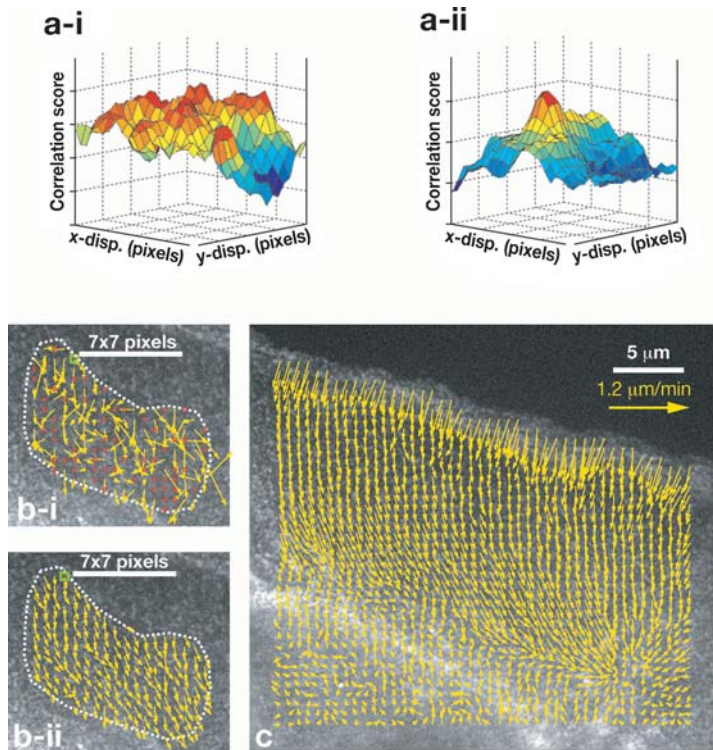 a-i
a-ii
Correlation score
x-disp. (pixels)
y-disp. (pixels)
Correlation score
x-disp. (pixels)
y-disp. (pixels)
7x7 pixels
b-i
7x7 pixels
b-ii
5 μm
1.2 μm/min
c